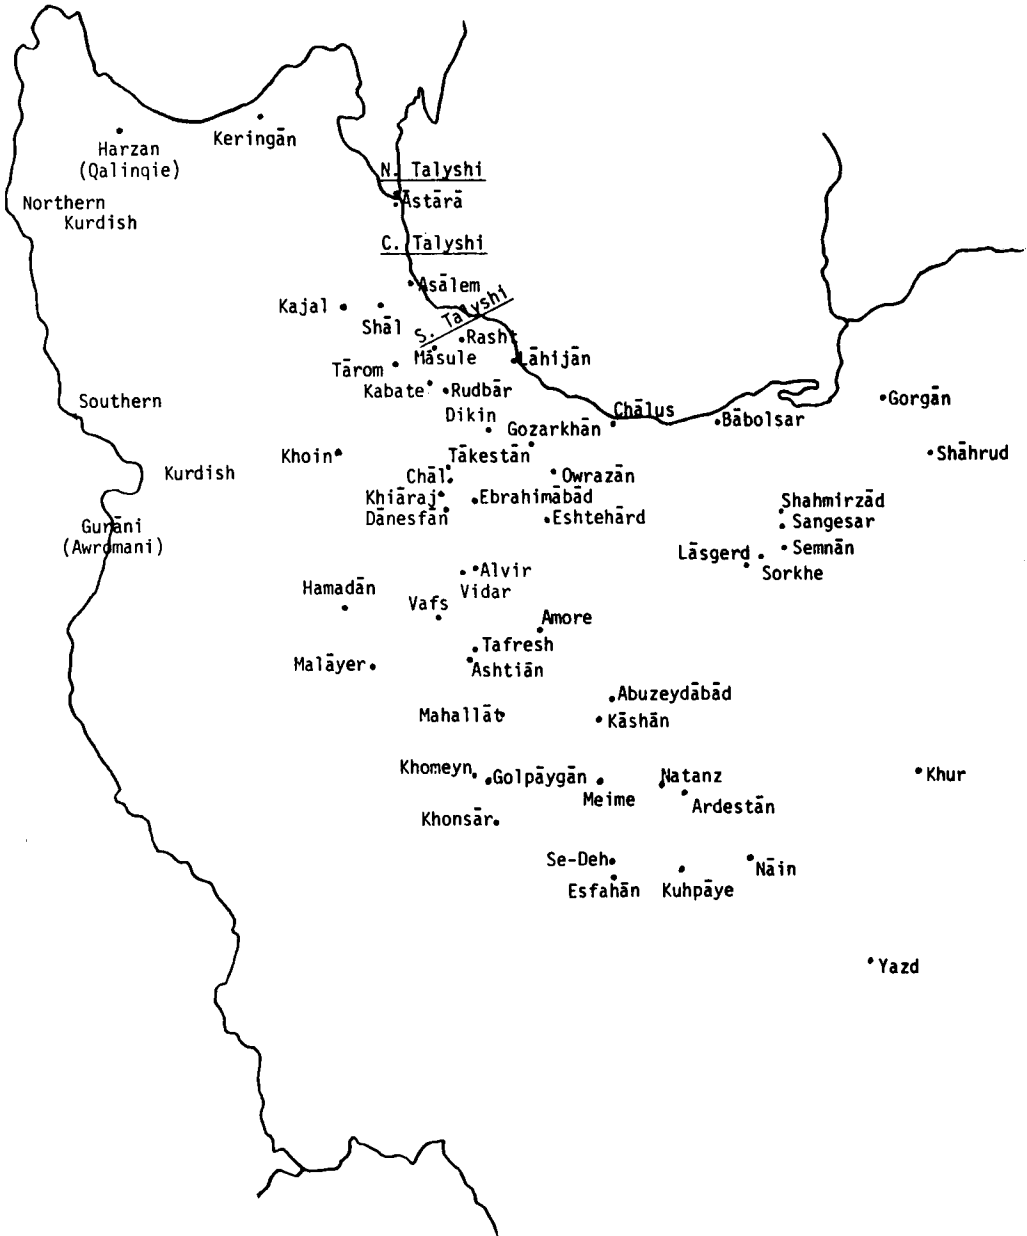 Harzan
(Qalinqie)
Keringān
N. Talyshi
Āstārā
Northern
Kurdish
C. Talyshi
Asālem
Kajal
Shāl
S. Talyshi
Rasht
Māsule
Lāhijān
Tārom
Kabate
Rudbār
Southern
Dikin
Chālus
Gorgān
Bābolsar
Gozarkhān
Khoin
Tākestān
Shāhrud
Kurdish
Chāl
Owrazān
Khiāraj
Ebrahimābād
Shahmirzād
Dānesfān
Eshtehārd
Sangesar
Gurāni
(Awromani)
Lāsgerd
Semnān
Sorkhe
Alvir
Hamadān
Vidar
Vafs
Amore
Tafresh
Malāyer
Ashtiān
Abuzeydābād
Mahallāt
Kāshān
Khomeyn
Golpāygān
Natanz
Khur
Meime
Ardestān
Khonsār
Se-Deh
Nāin
Esfahān
Kuhpāye
Yazd